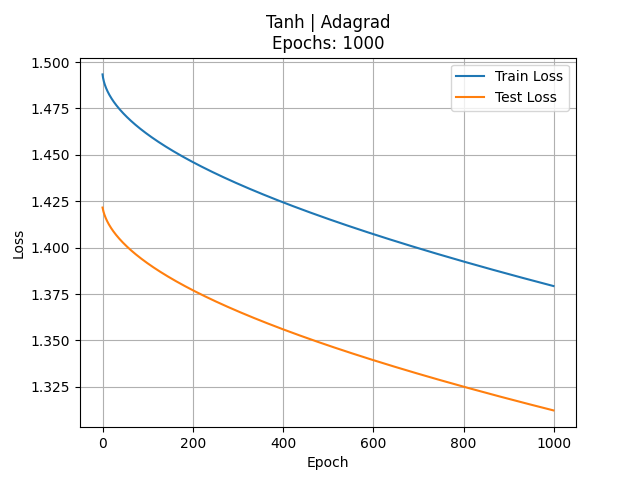 Tanh | Adagrad
Epochs: 1000
Train Loss
Test Loss
1.500
1.475
1.450
1.425
1.400
1.375
1.350
1.325
Loss
0 200 400 600 800 1000
Epoch